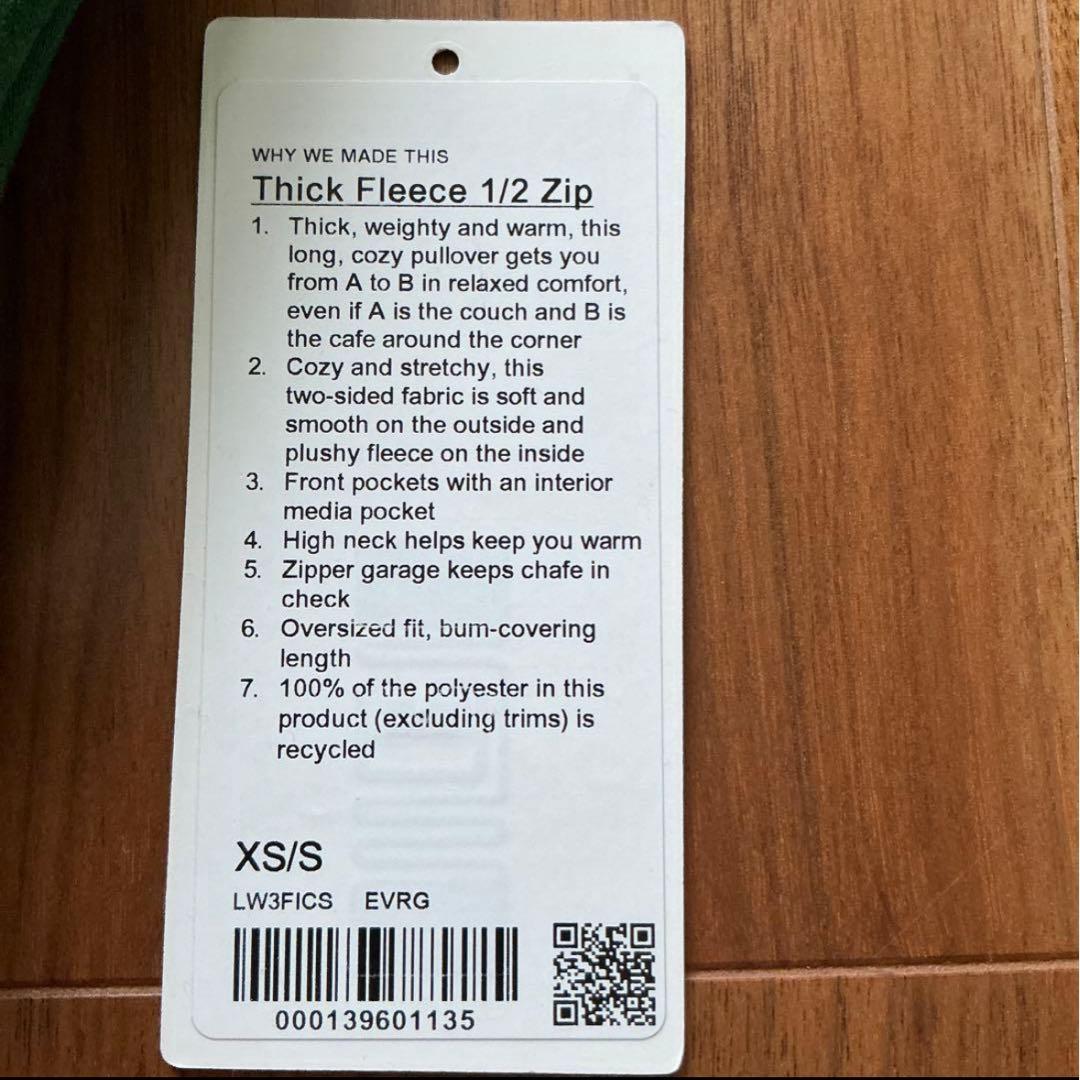 WHY WE MADE THIS
Thick Fleece 1/2 Zip
1. Thick, weighty and warm, this
long, cozy pullover gets you
from A to B in relaxed comfort,
even if A is the couch and B is
the cafe around the corner
2. Cozy and stretchy, this
two-sided fabric is soft and
smooth on the outside and
plushy fleece on the inside
3. Front pockets with an interior
media pocket
4. High neck helps keep you warm
5. Zipper garage keeps chafe in
check
6. Oversized fit, bum-covering
length
7. 100% of the polyester in this
product (excluding trims) is
recycled
XS/S
LW3FICS EVRG
000139601135